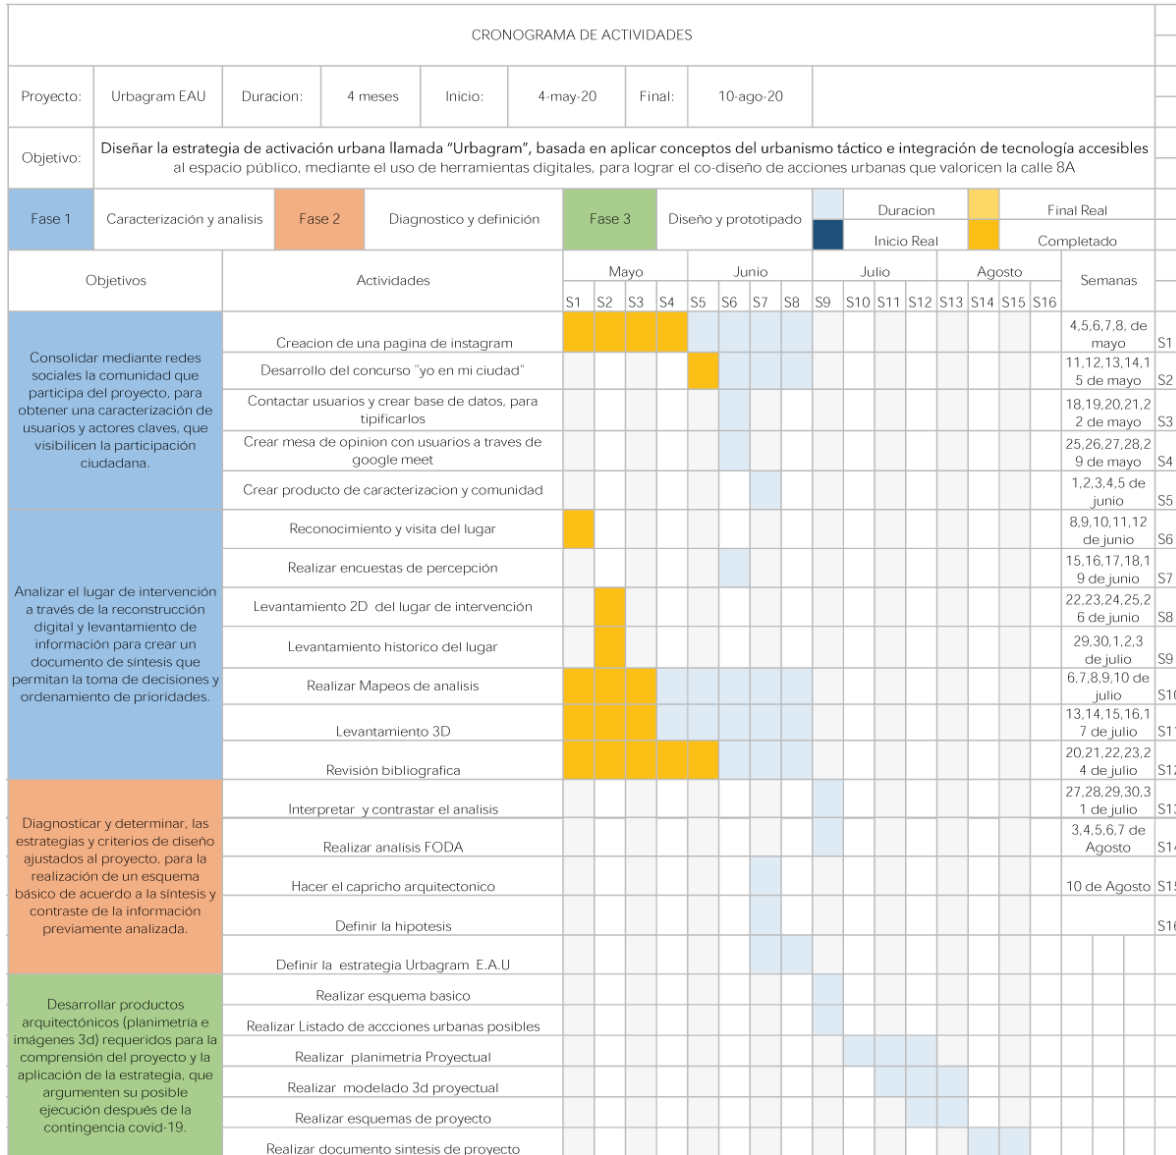 CRONOGRAMA DE ACTIVIDADES
Proyecto: Urbagram EAU Duracion: 4 meses Inicio: 4-may-20 Final: 10-ago-20
Objetivo: Diseñar la estrategia de activación urbana llamada “Urbagram”, basada en aplicar conceptos del urbanismo táctico e integración de tecnología accesibles
al espacio público, mediante el uso de herramientas digitales, para lograr el co-diseño de acciones urbanas que valoricen la calle 8A
Fase 1 Caracterización y analisis Fase 2 Diagnostico y definición Fase 3 Diseño y prototipado
Duracion Final Real
Inicio Real Completado
Objetivos Actividades Mayo Junio Julio Agosto Semanas
S1 S2 S3 S4 S5 S6 S7 S8 S9 S10 S11 S12 S13 S14 S15 S16
Consolidar mediante redes
sociales la comunidad que
participa del proyecto, para
obtener una caracterización de
usuarios y actores claves, que
visibilicen la participación
ciudadana.
Creacion de una pagina de instagram
4,5,6,7,8, de
mayo S1
Desarrollo del concurso "yo en mi ciudad"
11,12,13,14,1
5 de mayo S2
Contactar usuarios y crear base de datos, para
tipificarlos
18,19,20,21,2
2 de mayo S3
Crear mesa de opinion con usuarios a traves de
google meet
25,26,27,28,2
9 de mayo S4
Crear producto de caracterizacion y comunidad
1,2,3,4,5 de
junio S5
Analizar el lugar de intervención
a través de la reconstrucción
digital y levantamiento de
información para crear un
documento de síntesis que
permitan la toma de decisiones y
ordenamiento de prioridades.
Reconocimiento y visita del lugar
8,9,10,11,12
de junio S6
Realizar encuestas de percepción
15,16,17,18,1
9 de junio S7
Levantamiento 2D del lugar de intervención
22,23,24,25,2
6 de junio S8
Levantamiento historico del lugar
29,30,1,2,3
de julio S9
Realizar Mapeos de analisis
6,7,8,9,10 de
julio S10
Levantamiento 3D
13,14,15,16,1
7 de julio S11
Revisión bibliografica
20,21,22,23,2
4 de julio S12
Diagnosticar y determinar, las
estrategias y criterios de diseño
ajustados al proyecto, para la
realización de un esquema
básico de acuerdo a la síntesis y
contraste de la información
previamente analizada.
Interpretar y contrastar el analisis
27,28,29,30,3
1 de julio S13
Realizar analisis FODA
3,4,5,6,7 de
Agosto S14
Hacer el capricho arquitectonico
10 de Agosto S15
Definir la hipotesis
S16
Definir la estrategia Urbagram E.A.U
Desarrollar productos
arquitectónicos (planimetría e
imágenes 3d) requeridos para la
comprensión del proyecto y la
aplicación de la estrategia, que
argumenten su posible
ejecución después de la
contingencia covid-19.
Realizar esquema basico
Realizar Listado de accciones urbanas posibles
Realizar planimetria Proyectual
Realizar modelado 3d proyectual
Realizar esquemas de proyecto
Realizar documento sintesis de proyecto